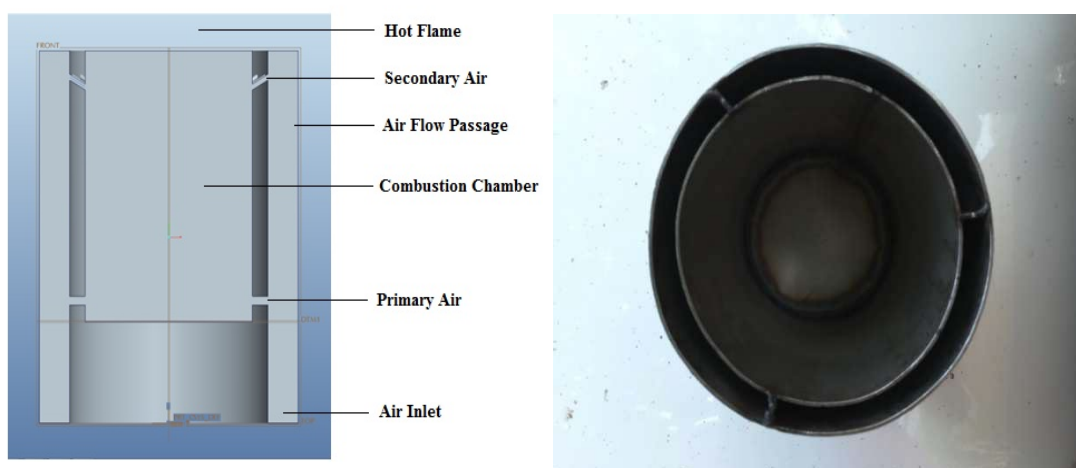 Hot Flame
FRONT
Secondary Air
Air Flow Passage
Combustion Chamber
Primary Air
Air Inlet